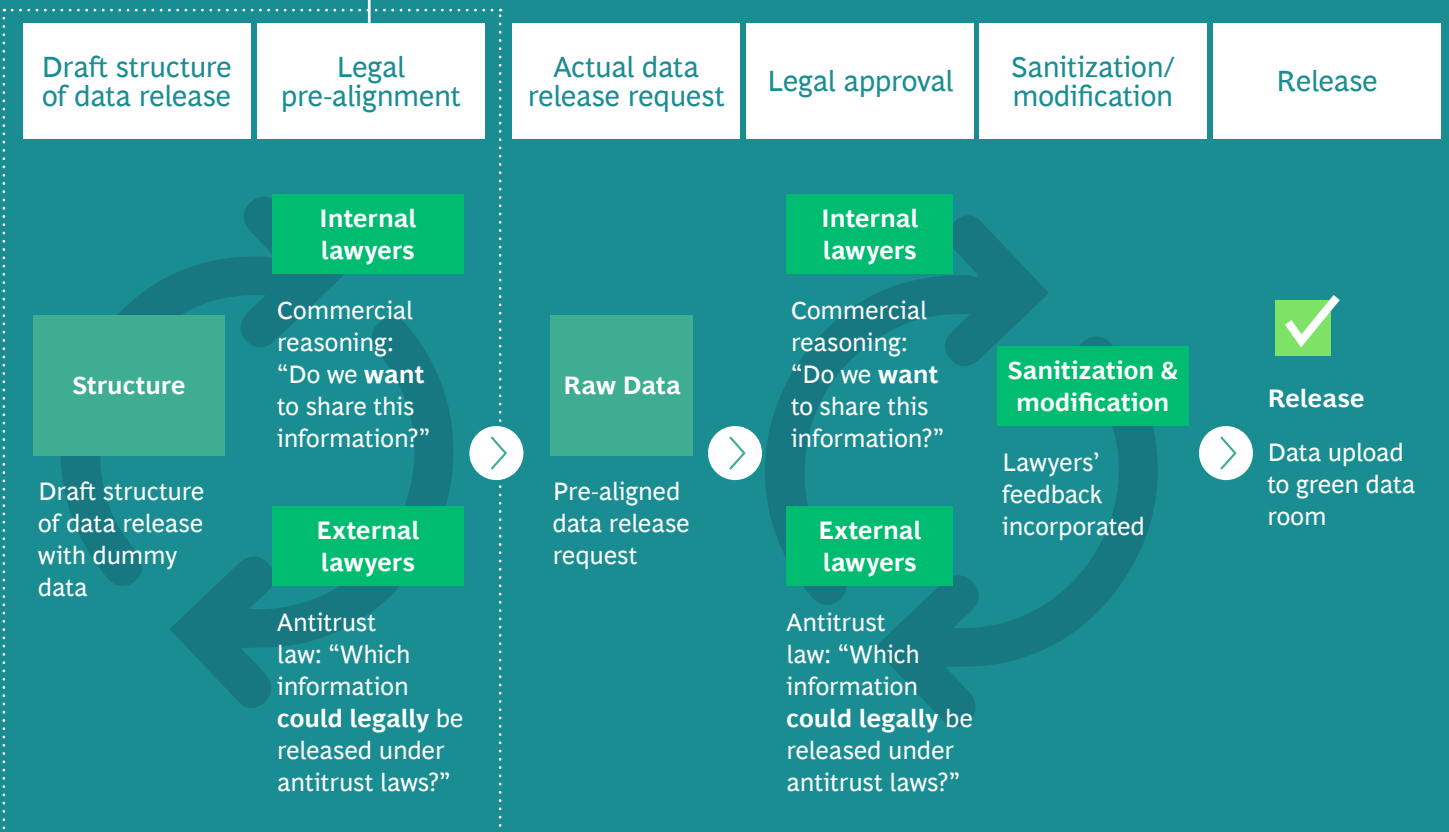 Draft structure
of data release
Legal
pre-alignment
Actual data
release request
Legal approval
Sanitization/
modification
Release
Structure
Draft structure
of data release
with dummy
data
Internal
lawyers
Commercial
reasoning:
“Do we want
to share this
information?”
External
lawyers
Antitrust
law: “Which
information
could legally be
released under
antitrust laws?”
Raw Data
Pre-aligned
data release
request
Internal
lawyers
Commercial
reasoning:
“Do we want
to share this
information?”
External
lawyers
Antitrust
law: “Which
information
could legally be
released under
antitrust laws?”
Sanitization &
modification
Lawyers’
feedback
incorporated
Release
Data upload
to green data
room